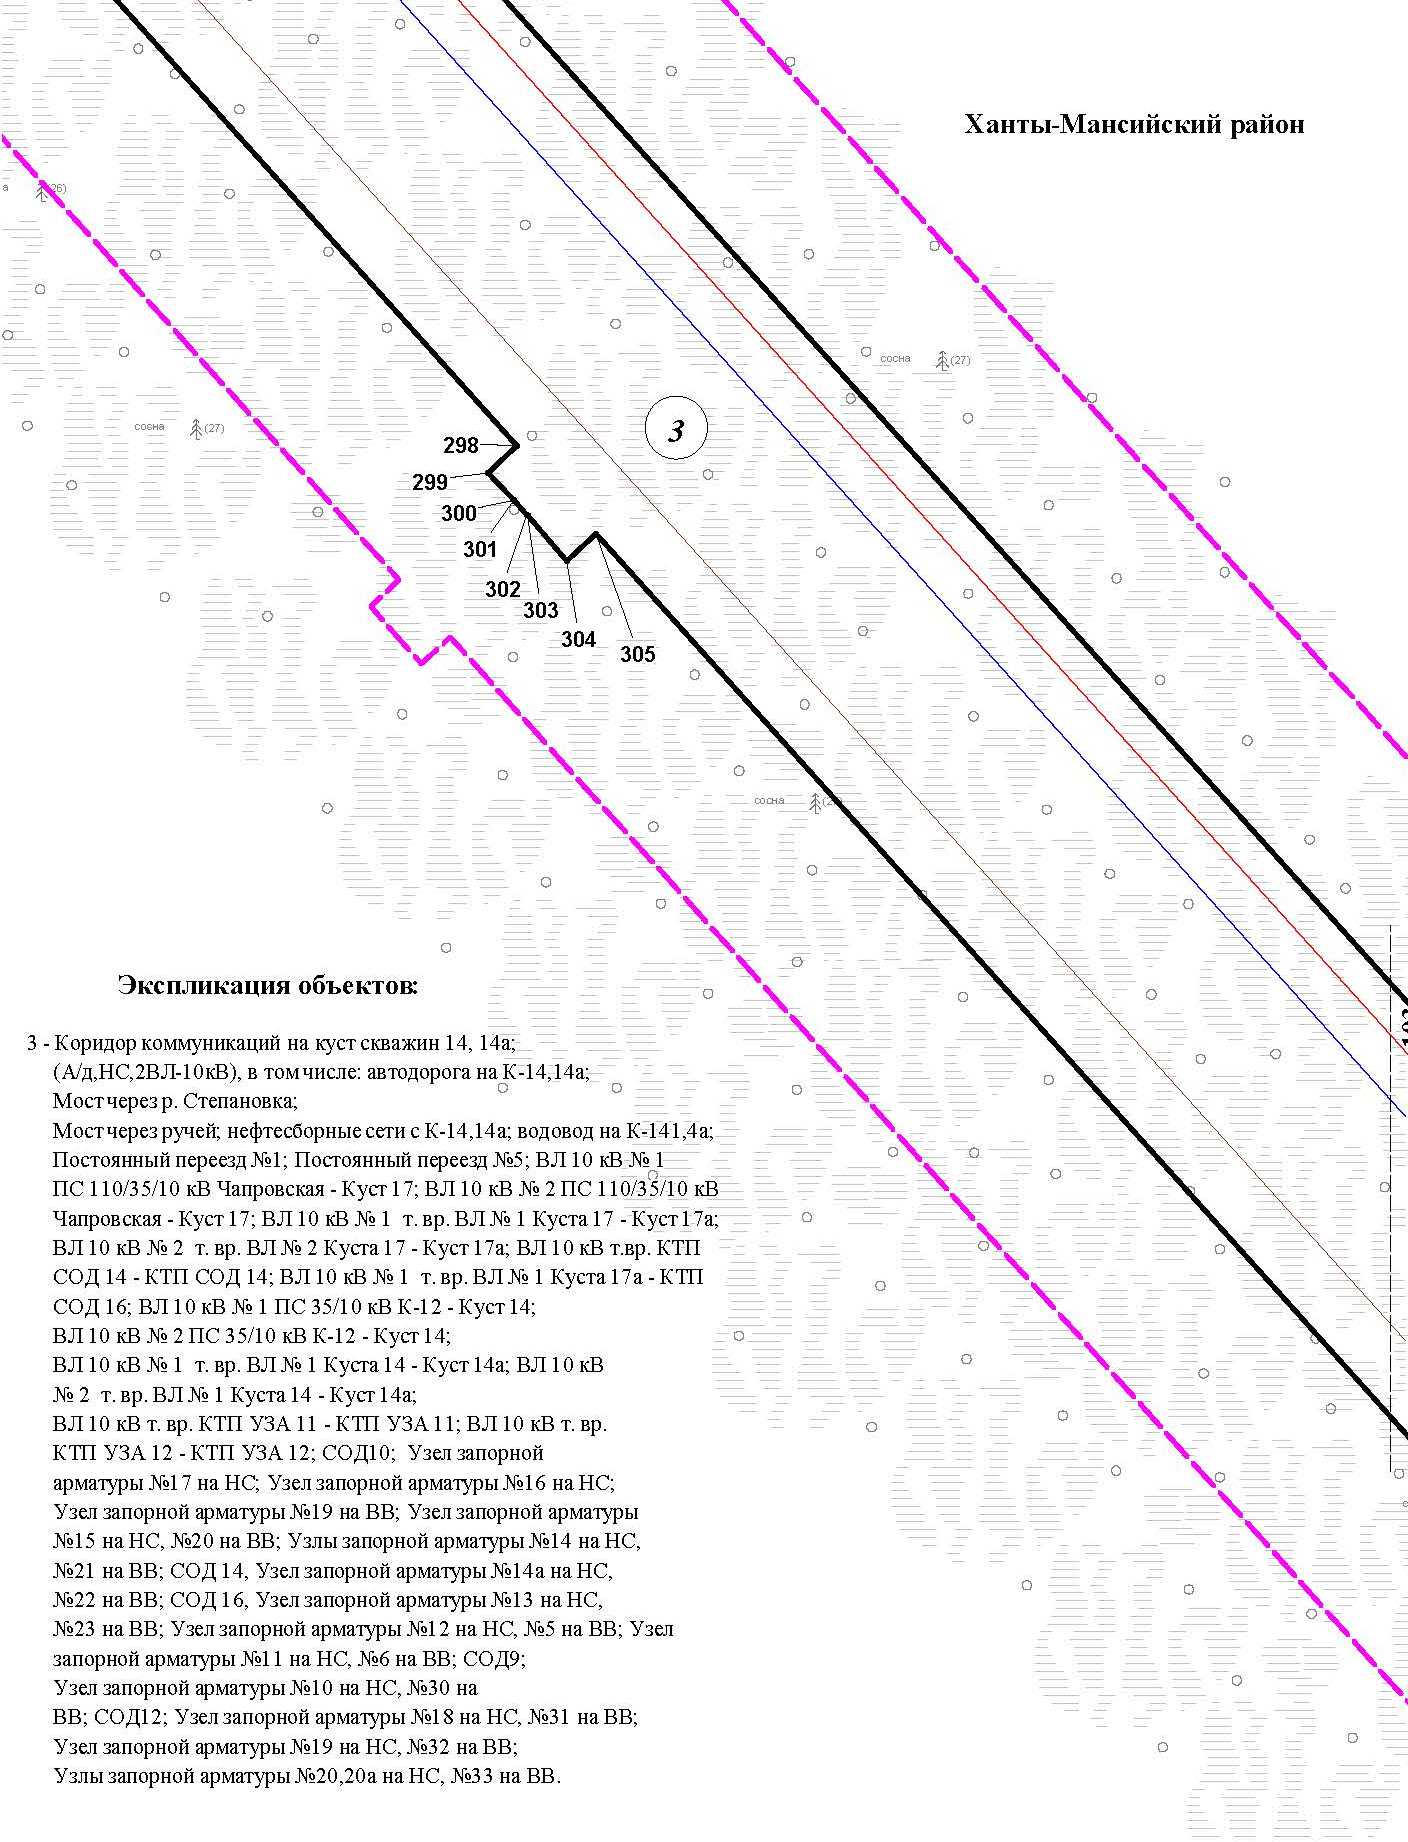 Ханты-Мансийский район
(26)
сосна (27)
сосна (27)
3
298
299
300
301
302
303
304
305
сосна
Экспликация объектов:
3 - Коридор коммуникаций на куст скважин 14, 14а;
(А/д,НС,2ВЛ-10кВ), в том числе: автодорога на К-14,14а;
Мост через р. Степановка;
Мост через ручей; нефтесборные сети с К-14,14а; водовод на К-141,4а;
Постоянный переезд №1; Постоянный переезд №5; ВЛ 10 кВ № 1
ПС 110/35/10 кВ Чапровская - Куст 17; ВЛ 10 кВ № 2 ПС 110/35/10 кВ
Чапровская - Куст 17; ВЛ 10 кВ № 1 т. вр. ВЛ № 1 Куста 17 - Куст 17а;
ВЛ 10 кВ № 2 т. вр. ВЛ № 2 Куста 17 - Куст 17а; ВЛ 10 кВ т.вр. КТП
СОД 14 - КТП СОД 14; ВЛ 10 кВ № 1 т. вр. ВЛ № 1 Куста 17а - КТП
СОД 16; ВЛ 10 кВ № 1 ПС 35/10 кВ К-12 - Куст 14;
ВЛ 10 кВ № 2 ПС 35/10 кВ К-12 - Куст 14;
ВЛ 10 кВ № 1 т. вр. ВЛ № 1 Куста 14 - Куст 14а; ВЛ 10 кВ
№ 2 т. вр. ВЛ № 1 Куста 14 - Куст 14а;
ВЛ 10 кВ т. вр. КТП УЗА 11 - КТП УЗА 11; ВЛ 10 кВ т. вр.
КТП УЗА 12 - КТП УЗА 12; СОД10; Узел запорной
арматуры №17 на НС; Узел запорной арматуры №16 на НС;
Узел запорной арматуры №19 на ВВ; Узел запорной арматуры
№15 на НС, №20 на ВВ; Узлы запорной арматуры №14 на НС,
№21 на ВВ; СОД 14, Узел запорной арматуры №14а на НС,
№22 на ВВ; СОД 16, Узел запорной арматуры №13 на НС,
№23 на ВВ; Узел запорной арматуры №12 на НС, №5 на ВВ; Узел
запорной арматуры №11 на НС, №6 на ВВ; СОД9;
Узел запорной арматуры №10 на НС, №30 на
ВВ; СОД12; Узел запорной арматуры №18 на НС, №31 на ВВ;
Узел запорной арматуры №19 на НС, №32 на ВВ;
Узлы запорной арматуры №20,20а на НС, №33 на ВВ.